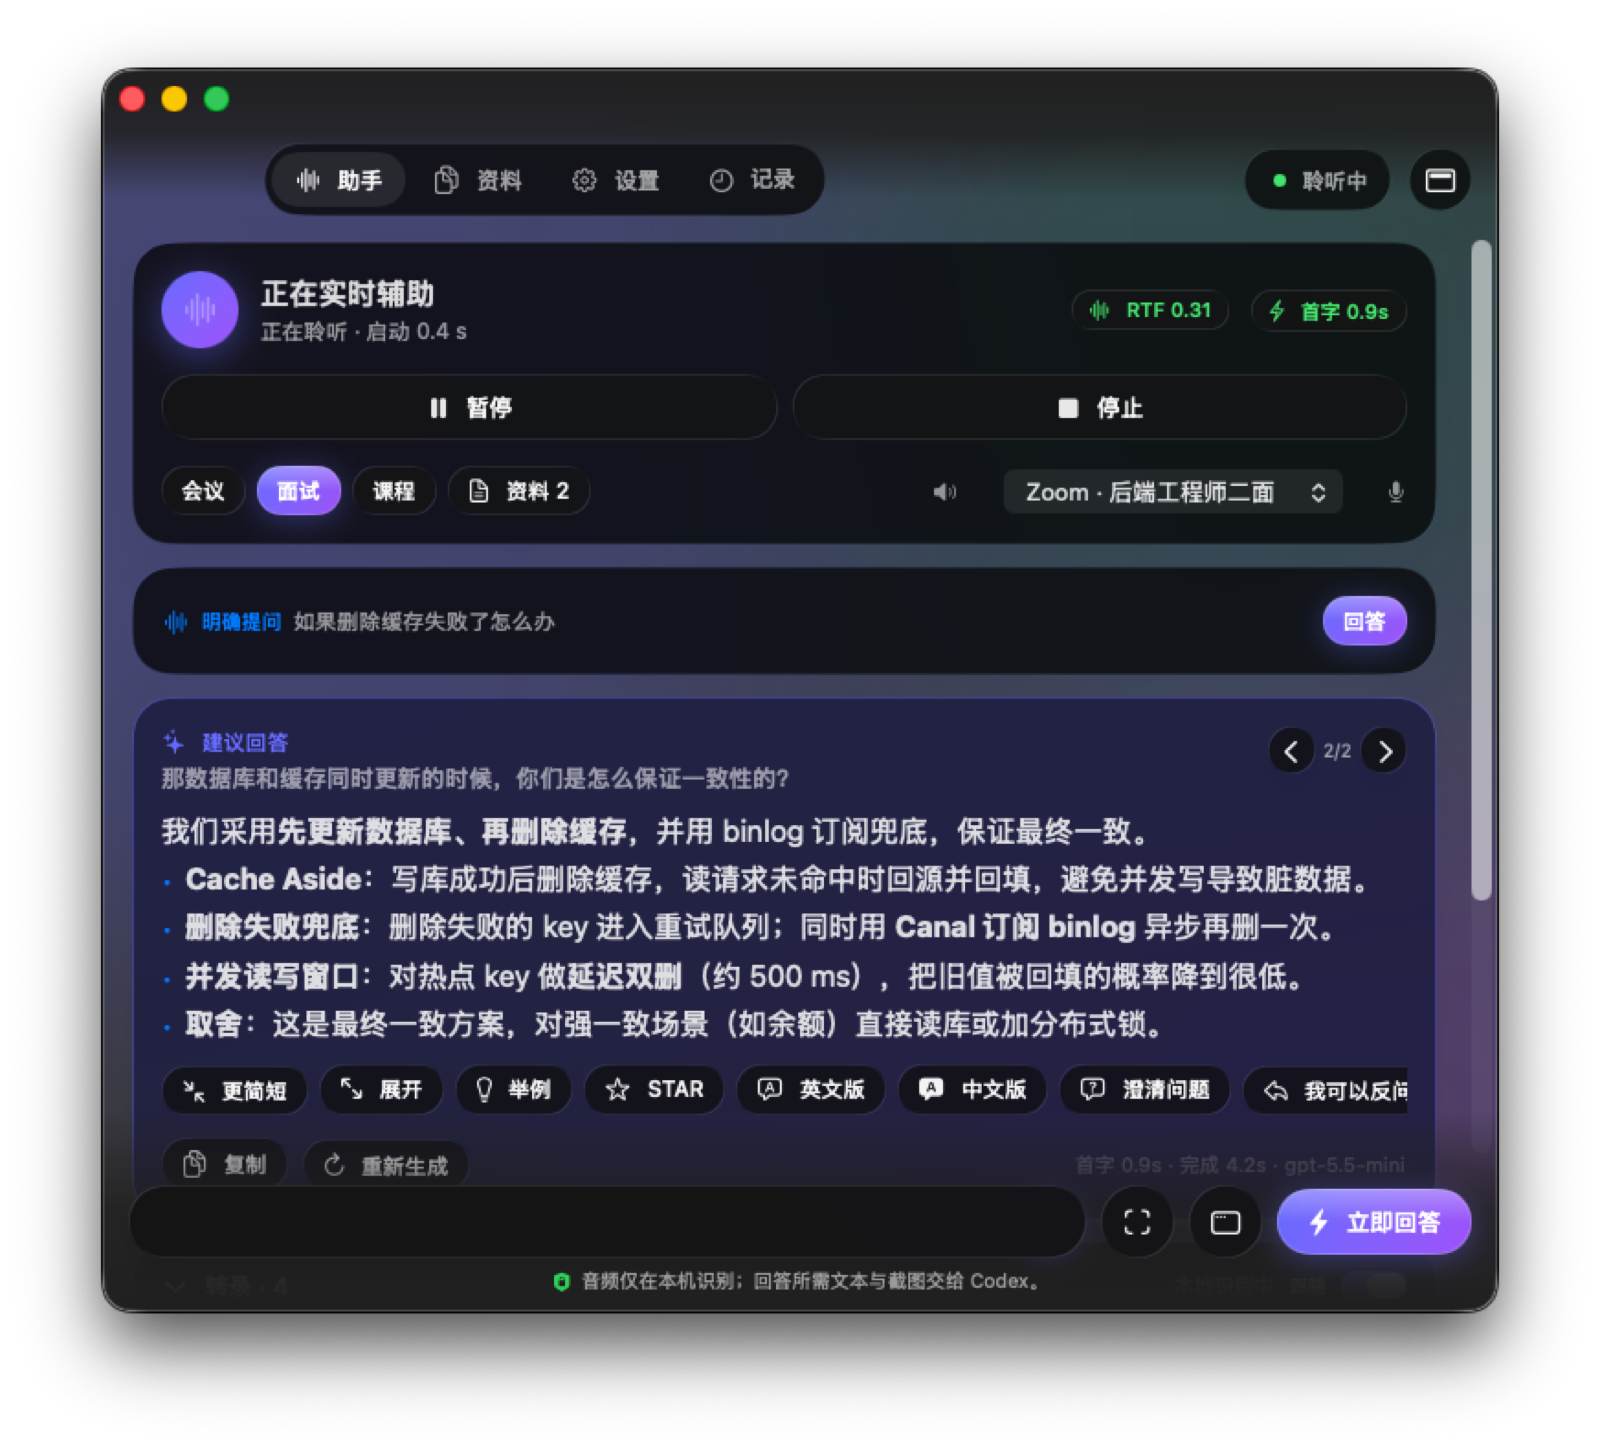 助手 资料 设置 记录 聆听中
正在实时辅助
正在聆听 · 启动 0.4 s
RTF 0.31 首字 0.9s
暂停 停止
会议 面试 课程 资料 2 Zoom · 后端工程师二面
明确提问 如果删除缓存失败了怎么办 回答
建议回答
2/2
那数据库和缓存同时更新的时候，你们是怎么保证一致性的？
我们采用先更新数据库、再删除缓存，并用 binlog 订阅兜底，保证最终一致。
· Cache Aside：写库成功后删除缓存，读请求未命中时回源并回填，避免并发写导致脏数据。
· 删除失败兜底：删除失败的 key 进入重试队列；同时用 Canal 订阅 binlog 异步再删一次。
· 并发读写窗口：对热点 key 做延迟双删（约 500 ms），把旧值被回填的概率降到很低。
· 取舍：这是最终一致方案，对强一致场景（如余额）直接读库或加分布式锁。
更简短 展开 举例 STAR 英文版 中文版 澄清问题 我可以反问
复制 重新生成 首字 0.9s · 完成 4.2s · gpt-5.5-mini
立即回答
转录 · 4
音频仅在本机识别；回答所需文本与截图交给 Codex。